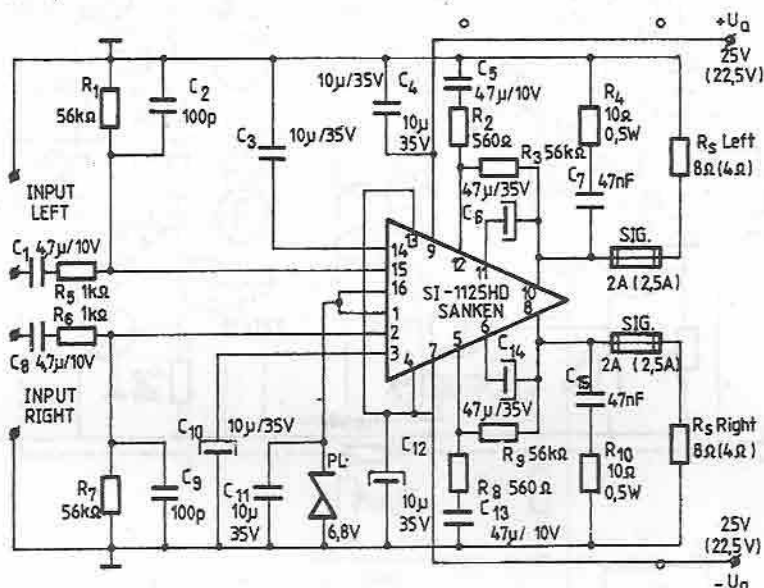 +Ua
25V
(22,5V)
R1
56kΩ
C2
100p
C3
10µ/35V
10µ/35V
C4
10µ
35V
C5
47µ/10V
R2
560Ω
R3 56kΩ
47µ/35V
C6
R4
10Ω
0,5W
C7
47nF
Rs Left
8Ω(4Ω)
SIG.
2A (2,5A)
INPUT
LEFT
C1
4,7µ/10V
R5 1kΩ
R6 1kΩ
C8 4,7µ/10V
INPUT
RIGHT
14
15
16
1
2
3
13
9
12
11
10
8
6
5
7
4
SI-1125HD
SANKEN
SIG.
2A (2,5A)
C14
47µ/35V
R9 56kΩ
C15
47nF
R10
10Ω
0,5W
Rs Right
8Ω(4Ω)
R7
56kΩ
C9
100p
C10
10µ/35V
C11
10µ
35V
PL.
6,8V
C12
10µ
35V
R8 560Ω
C13
47µ/ 10V
25V
(22,5V)
-Ua